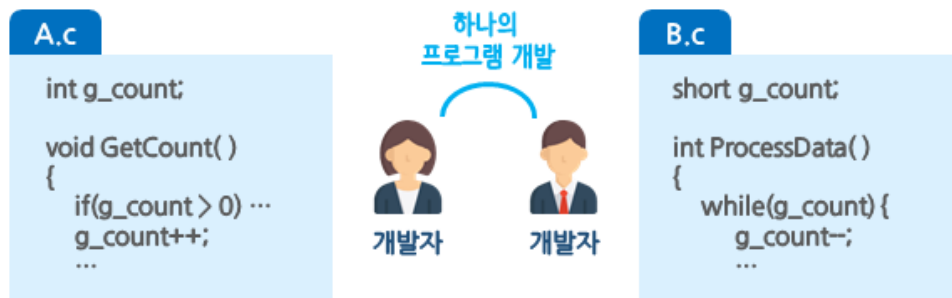 A.c
int g_count;
void GetCount( )
{
if(g_count > 0) ···
g_count++;
···
하나의
프로그램 개발
개발자
개발자
B.c
short g_count;
int ProcessData( )
{
while(g_count) {
g_count--;
···